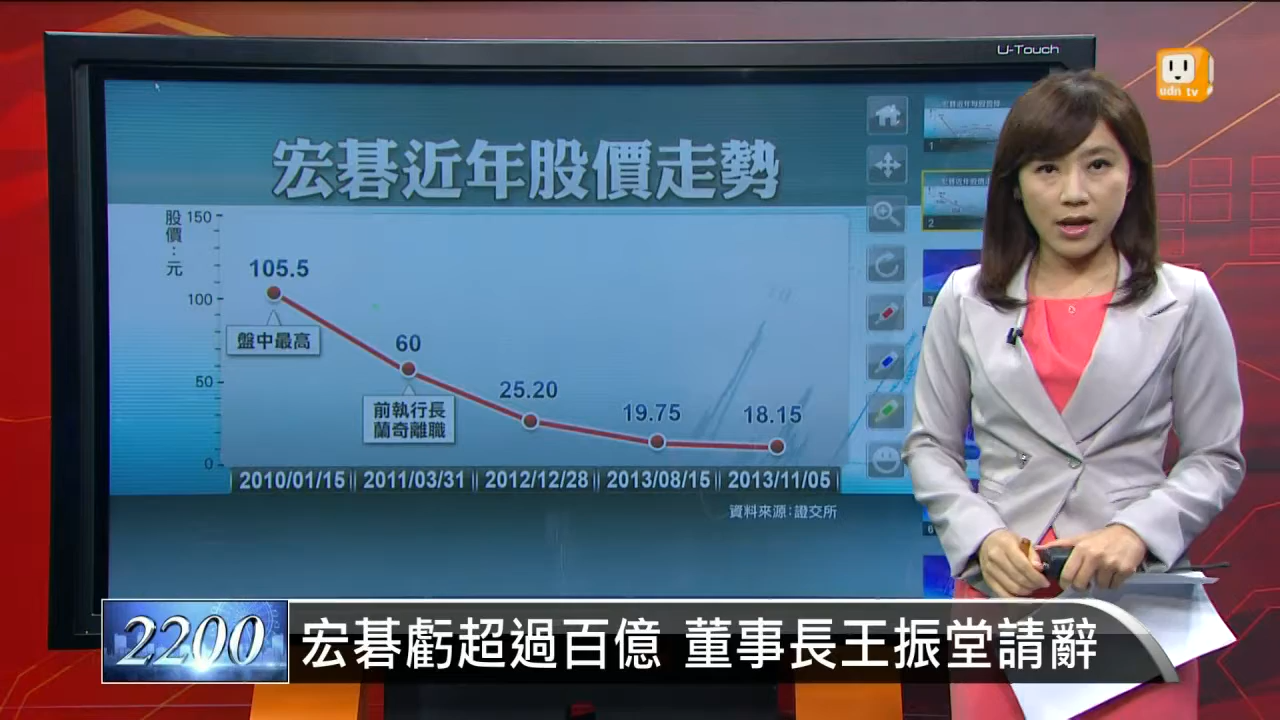 U-Touch
udn tv
宏碁近年股價走勢
股價:元
150
100
50
0
105.5
盤中最高
60
前執行長
蘭奇離職
25.20
19.75
18.15
2010/01/15
2011/03/31
2012/12/28
2013/08/15
2013/11/05
資料來源:證交所
1
2
3
6
2200
宏碁虧超過百億 董事長王振堂請辭